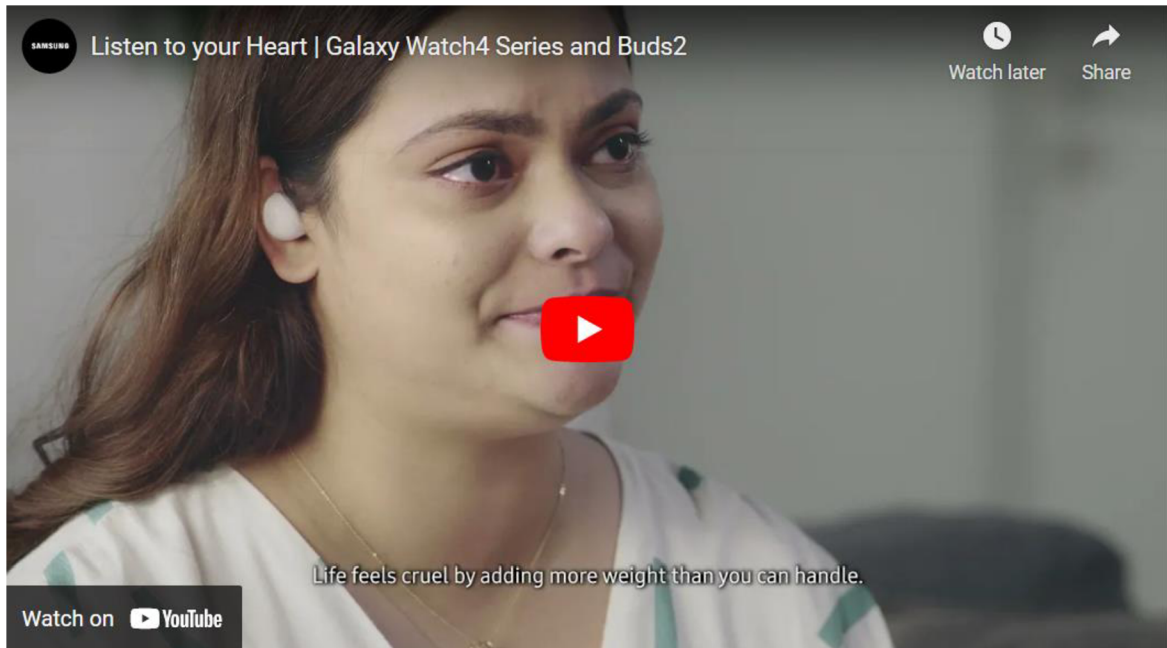 SAMSUNG
Listen to your Heart | Galaxy Watch4 Series and Buds2
Watch later
Share
Life feels cruel by adding more weight than you can handle.
Watch on YouTube